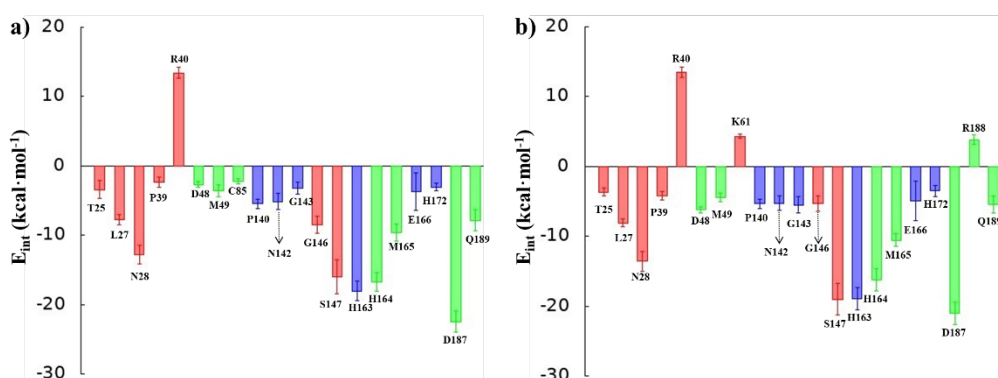 a)
E_int (kcal·mol⁻¹)
20
10
0
-10
-20
-30
T25
L27
N28
P39
R40
D48
M49
C85
P140
N142
G143
G146
S147
H163
H164
M165
E166
H172
D187
Q189
b)
E_int (kcal·mol⁻¹)
20
10
0
-10
-20
-30
T25
L27
N28
P39
R40
D48
M49
K61
P140
N142
G143
G146
S147
H163
H164
M165
E166
H172
D187
R188
Q189